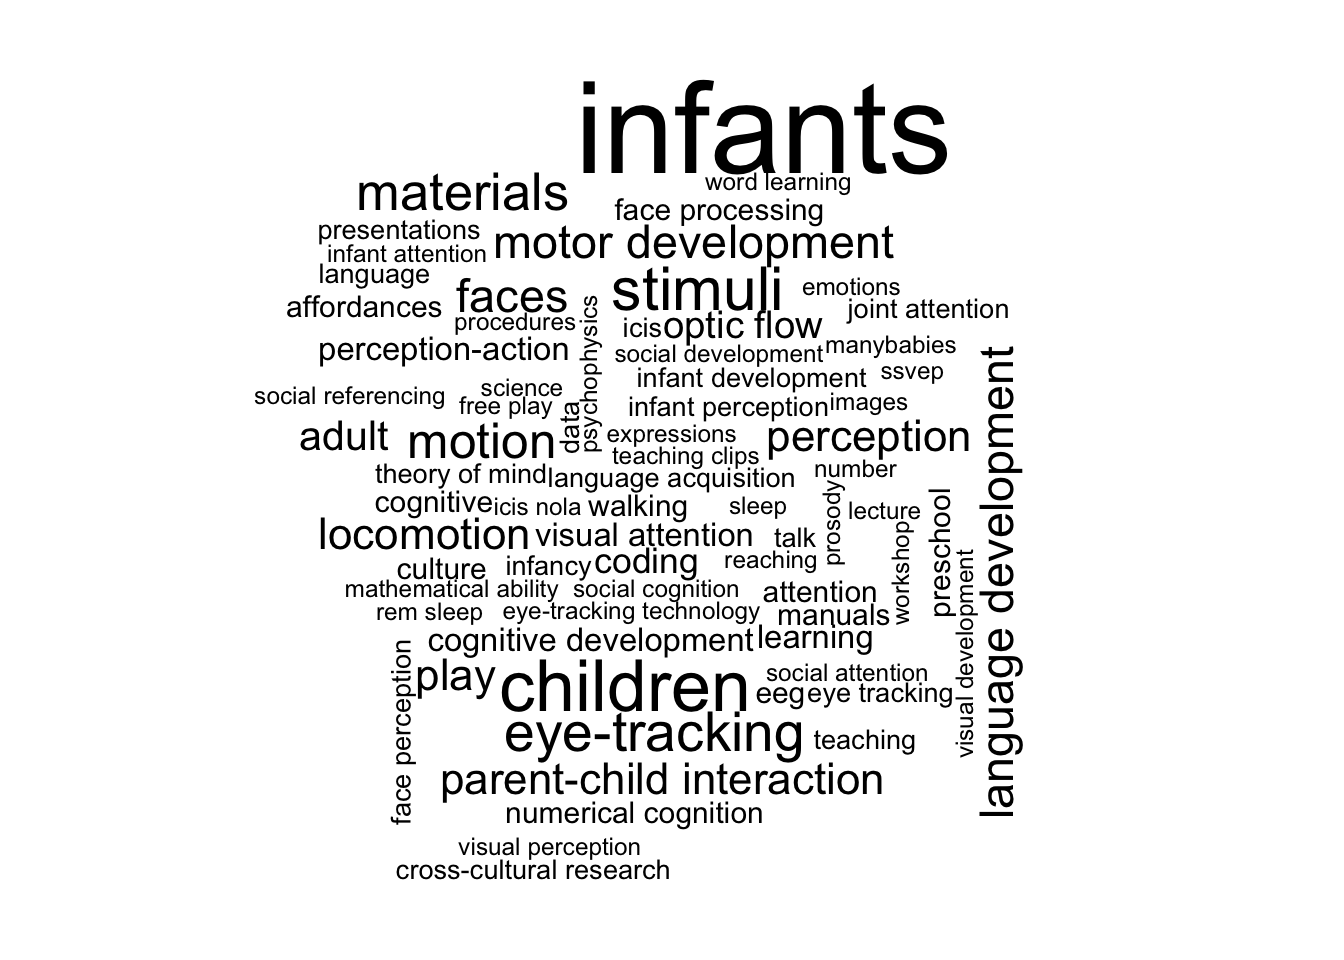 infants
word learning
materials
face processing
presentations
motor development
infant attention
language
stimuli
emotions
faces
affordances
joint attention
procedures
psychophysics
icis
optic flow
perception-action
social development
manybabies
infant development
ssvep
language development
social referencing
science
free play
data
infant perception
images
adult
motion
expressions
perception
teaching clips
theory of mind
language acquisition
number
cognitive
icis nola
walking
sleep
prosody
lecture
preschool
locomotion
visual attention
talk
workshop
culture
infancy
coding
reaching
mathematical ability
social cognition
attention
visual development
rem sleep
eye-tracking technology
manuals
cognitive development
learning
face perception
play
children
social attention
eeg
eye tracking
eye-tracking
teaching
parent-child interaction
numerical cognition
visual perception
cross-cultural research